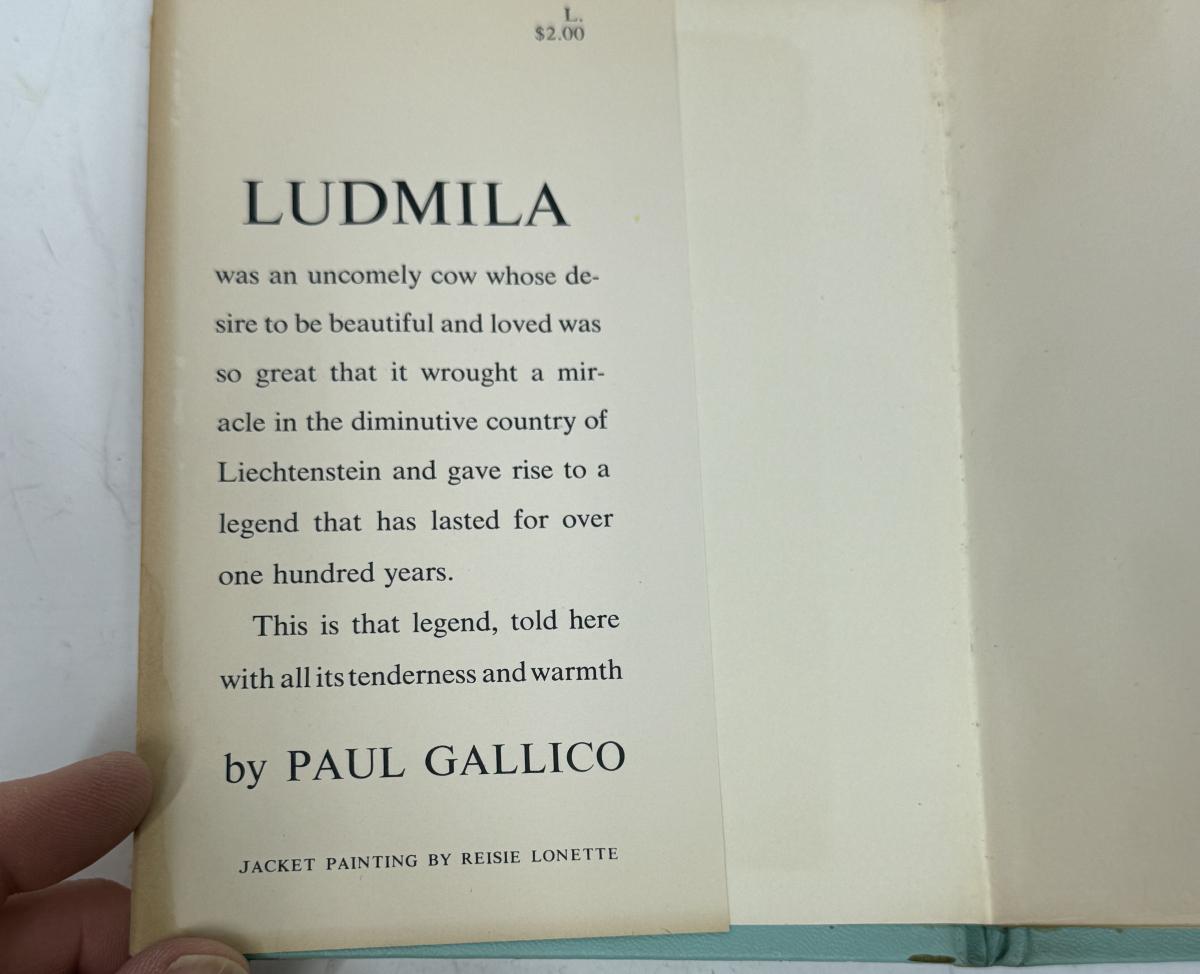 L.
$2.00
LUDMILA
was an uncomely cow whose de-
sire to be beautiful and loved was
so great that it wrought a mir-
acle in the diminutive country of
Liechtenstein and gave rise to a
legend that has lasted for over
one hundred years.
This is that legend, told here
with all its tenderness and warmth
by PAUL GALLICO
JACKET PAINTING BY REISIE LONETTE